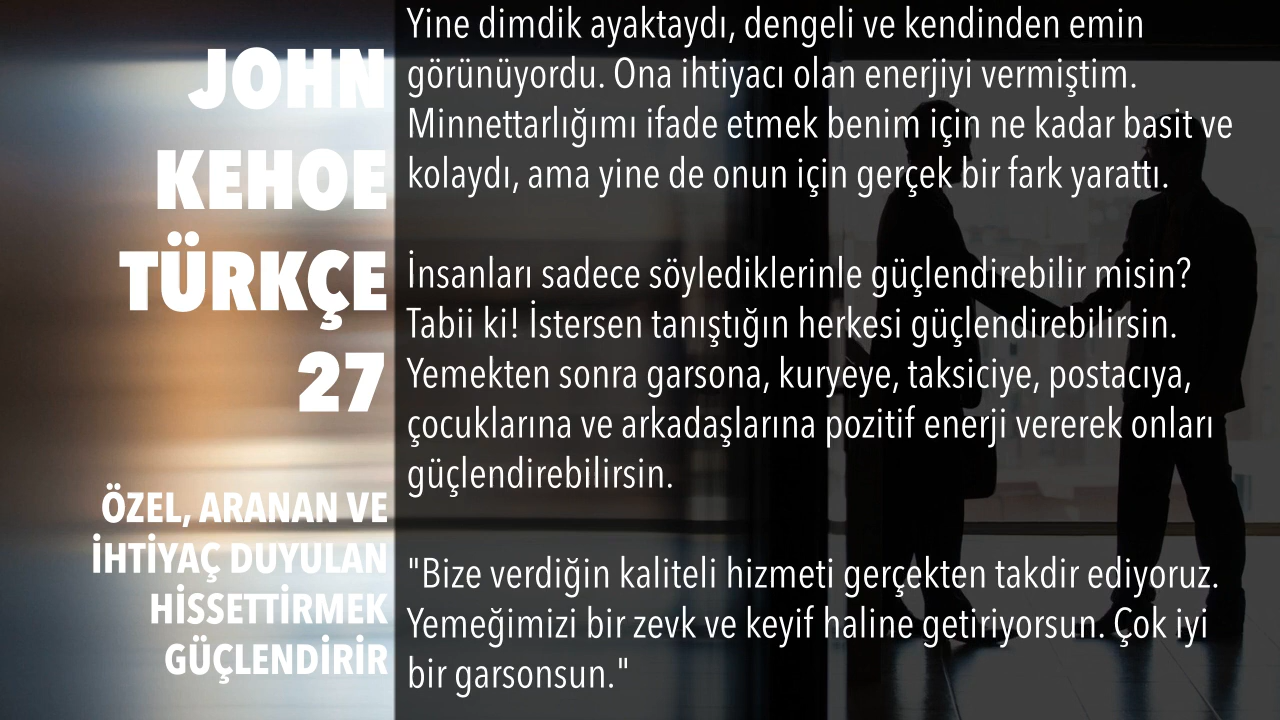 JOHN
KEHOE
TÜRKÇE
27
ÖZEL, ARANAN VE
İHTİYAÇ DUYULAN
HİSSETTİRMEK
GÜÇLENDİRİR
Yine dimdik ayaktaydı, dengeli ve kendinden emin
görünüyordu. Ona ihtiyacı olan enerjiyi vermiştim.
Minnettarlığımı ifade etmek benim için ne kadar basit ve
kolaydı, ama yine de onun için gerçek bir fark yarattı.
İnsanları sadece söylediklerinle güçlendirebilir misin?
Tabii ki! İstersen tanıştığın herkesi güçlendirebilirsin.
Yemekten sonra garsona, kuryeye, taksiciye, postacıya,
çocuklarına ve arkadaşlarına pozitif enerji vererek onları
güçlendirebilirsin.
"Bize verdiğin kaliteli hizmeti gerçekten takdir ediyoruz.
Yemeğimizi bir zevk ve keyif haline getiriyorsun. Çok iyi
bir garsonsun."